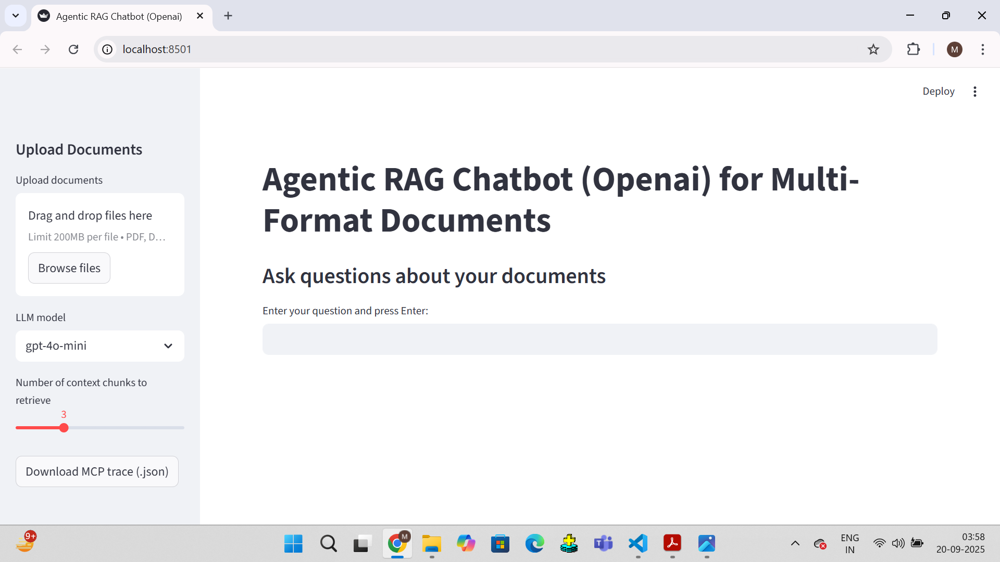 Agentic RAG Chatbot (Openai)
localhost:8501
M
Deploy
Upload Documents
Upload documents
Drag and drop files here
Limit 200MB per file • PDF, D…
Browse files
LLM model
gpt-4o-mini
Number of context chunks to
retrieve
3
Download MCP trace (.json)
Agentic RAG Chatbot (Openai) for Multi-
Format Documents
Ask questions about your documents
Enter your question and press Enter:
9+
M
T
ENG
IN
03:58
20-09-2025